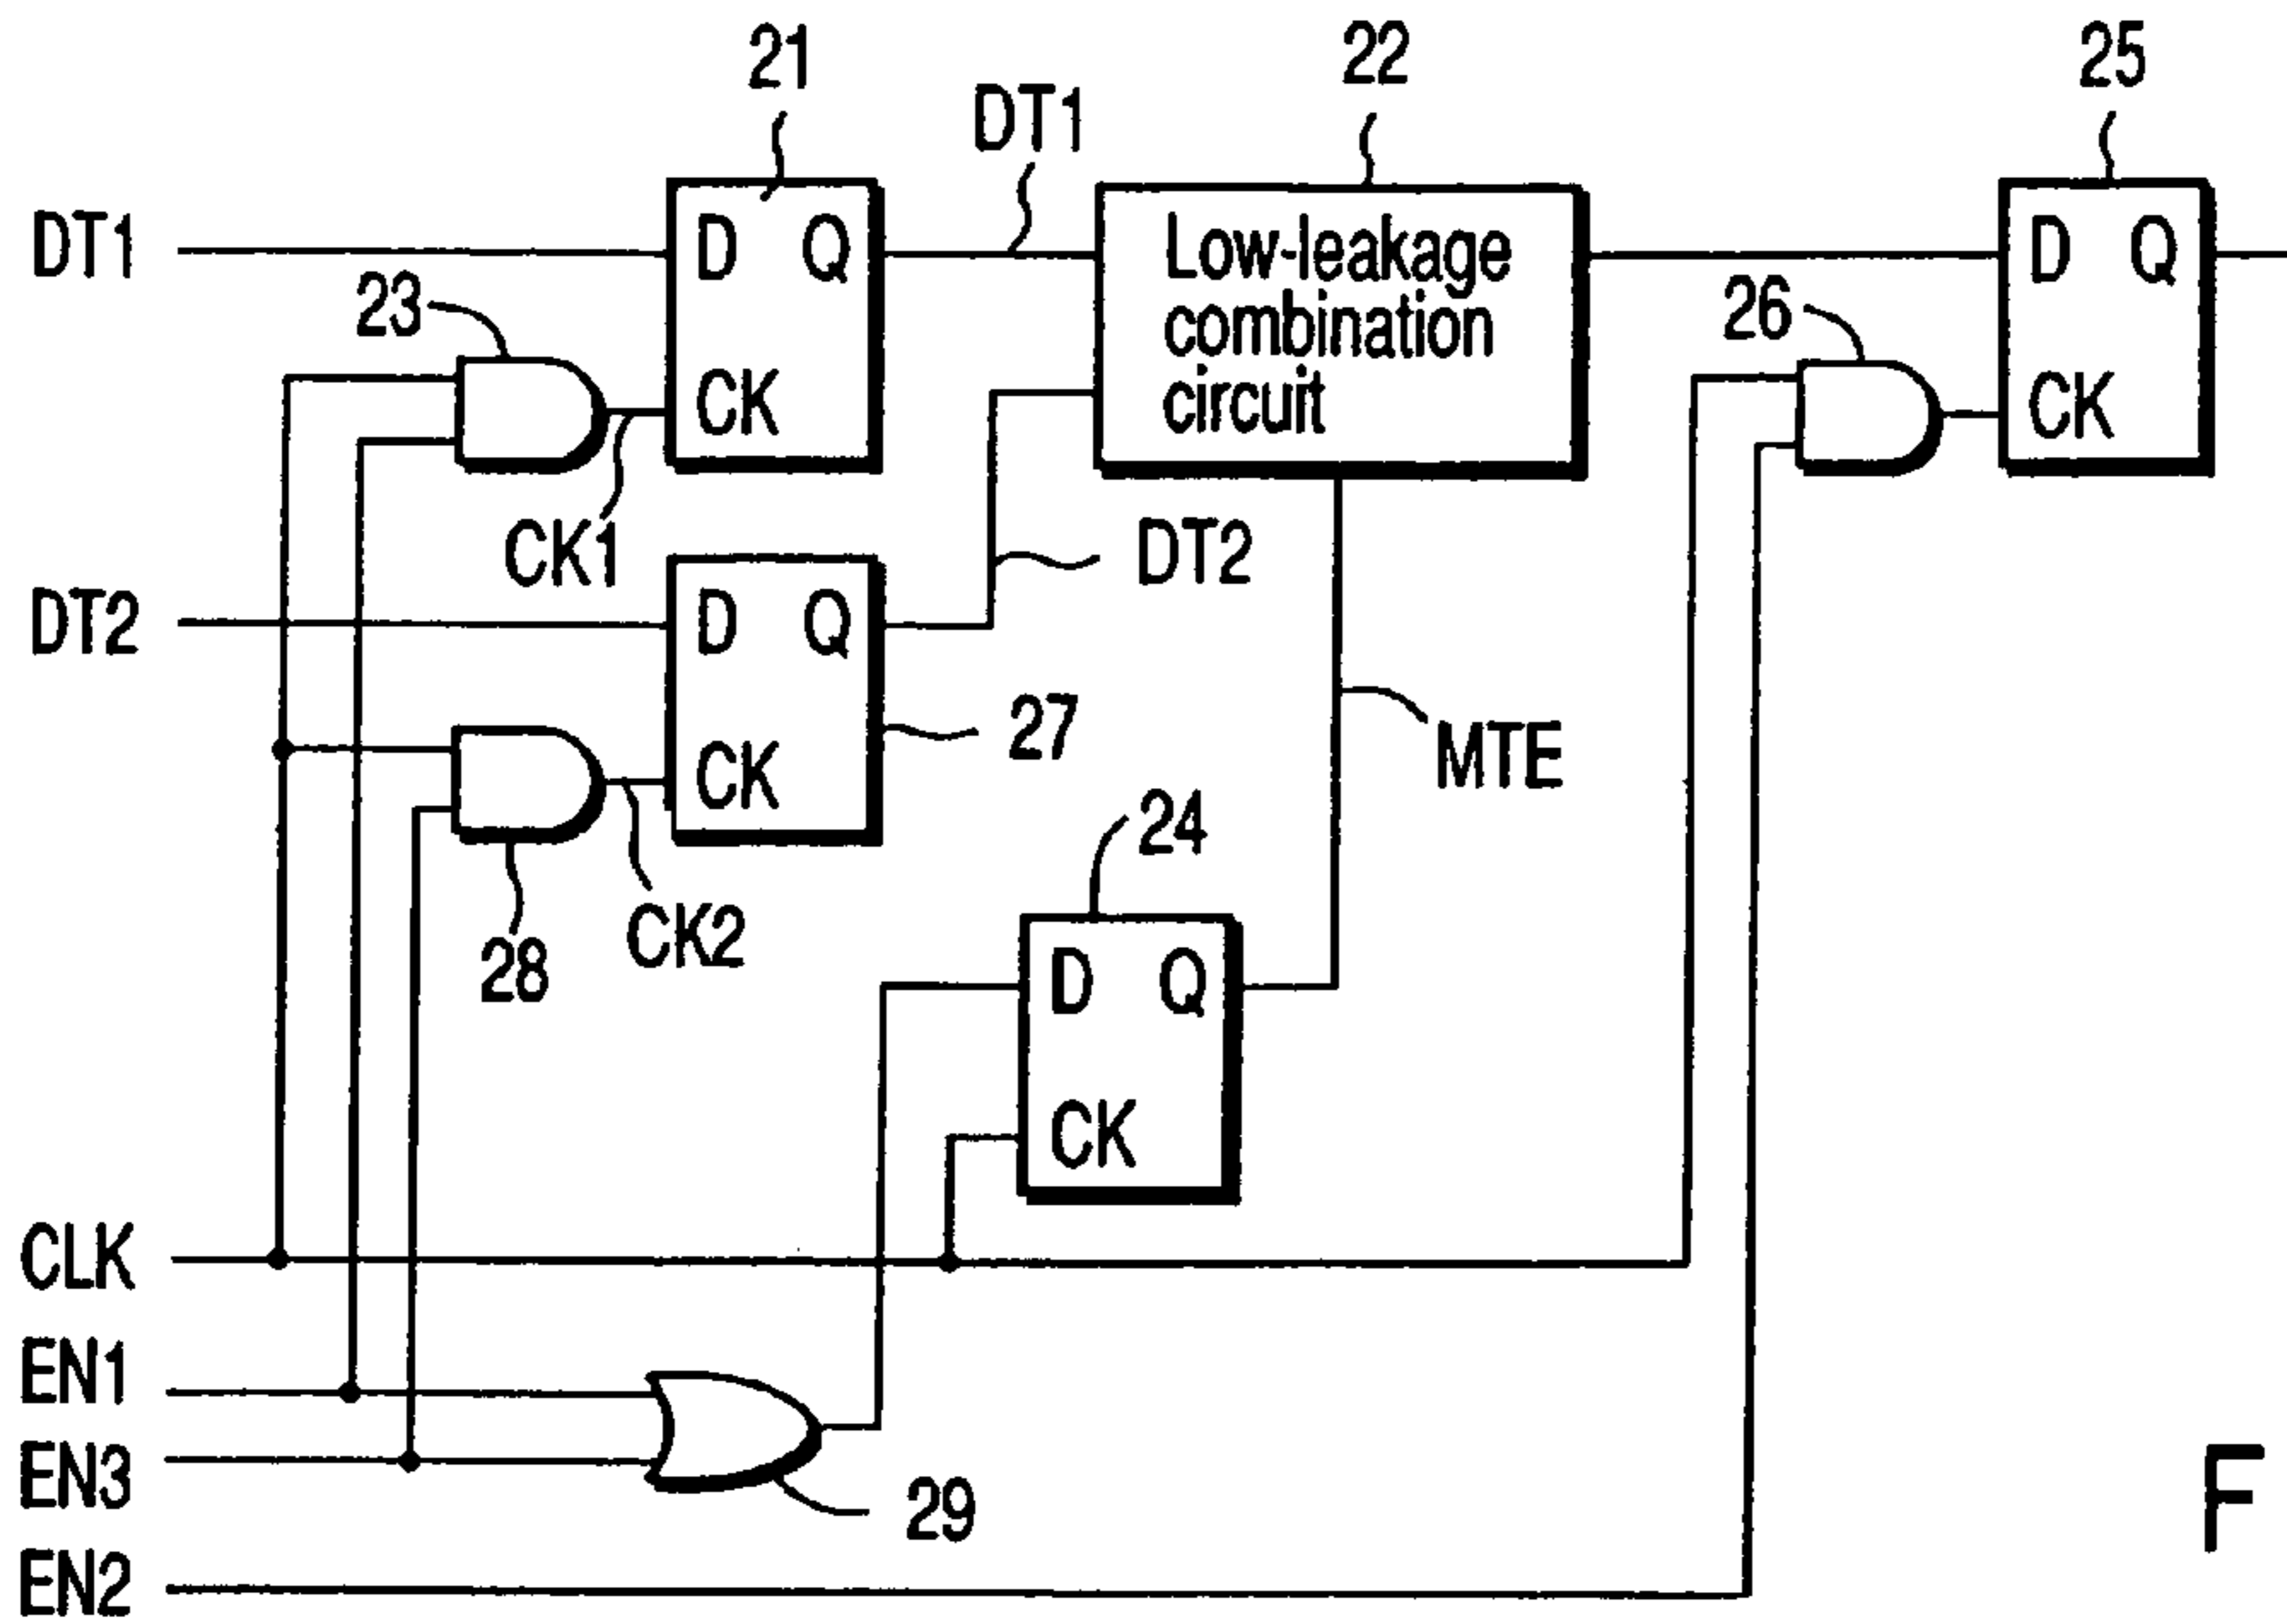 21
22
25
DT1
DT1
D Q
CK
Low-leakage
combination
circuit
D Q
CK
23
26
CK1
DT2
DT2
D Q
CK
27
MTE
28
CK2
24
D Q
CK
CLK
EN1
EN3
29
EN2
F